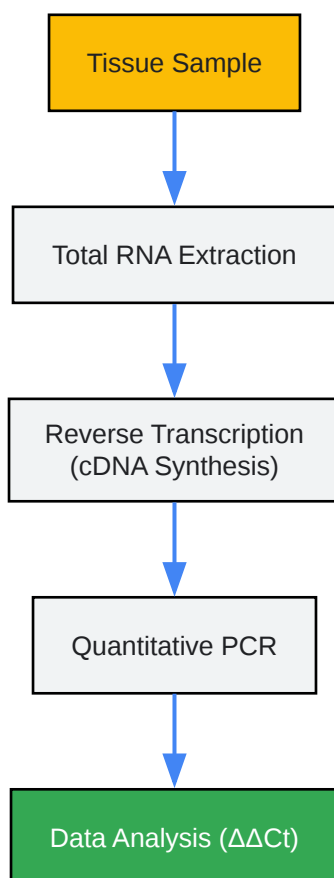 Tissue Sample
Total RNA Extraction
Reverse Transcription
(cDNA Synthesis)
Quantitative PCR
Data Analysis (ΔΔCt)